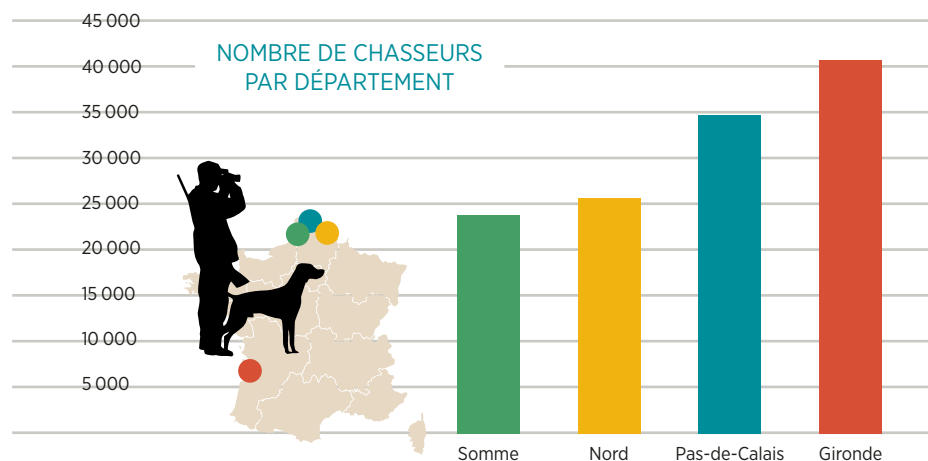 45 000
NOMBRE DE CHASSEURS
PAR DÉPARTEMENT
40 000
35 000
30 000
25 000
20 000
15 000
10 000
5 000
Somme
Nord
Pas-de-Calais
Gironde